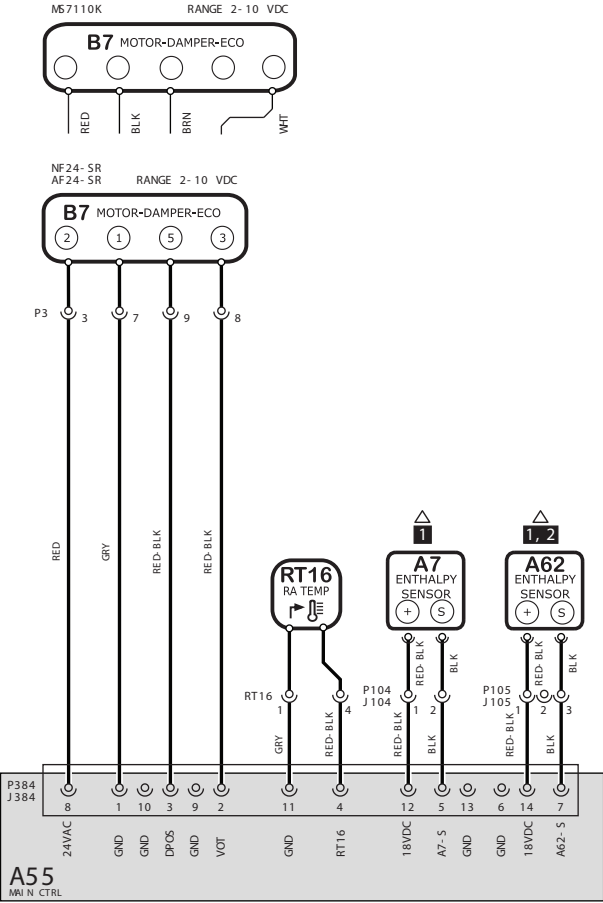 MS7110K RANGE 2-10 VDC
B7 MOTOR-DAMPER-ECO
RED BLK BRN WHT
NF24-SR
AF24-SR RANGE 2-10 VDC
B7 MOTOR-DAMPER-ECO
2 1 5 3
P3 3 7 9 8
RED GRY RED-BLK RED-BLK
1 1, 2
RT16
RA TEMP
A7
ENTHALPY
SENSOR
+ S
A62
ENTHALPY
SENSOR
+ S
RED-BLK BLK RED-BLK BLK
RT16 1 4
P104
J104 1 2
P105
J105 1 2 3
GRY RED-BLK RED-BLK BLK RED-BLK BLK
P384
J384
8 1 10 3 9 2 11 4 12 5 13 6 14 7
24VAC GND GND DPOS GND VOT GND RT16 18VDC A7-S GND GND 18VDC A62-S
A55
MAIN CTRL